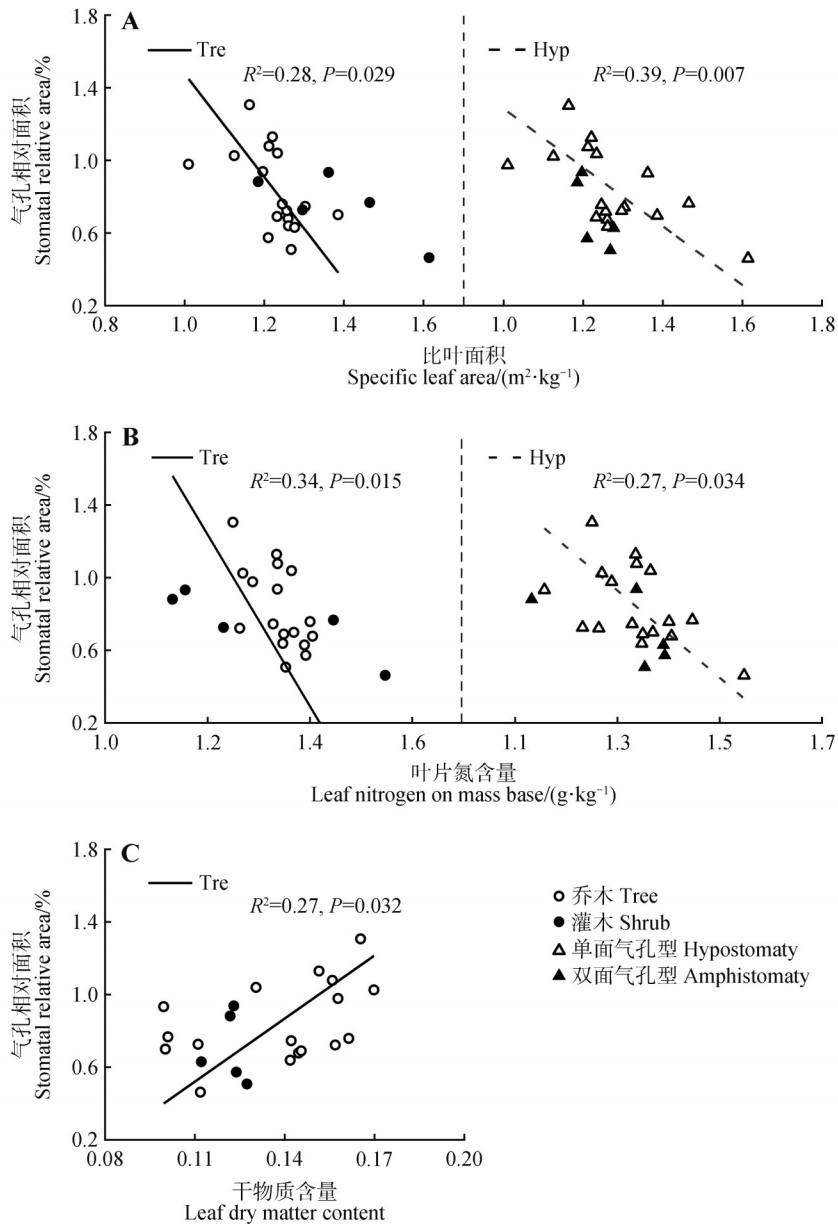 A
Tre
Hyp
R²=0.28, P=0.029
R²=0.39, P=0.007
气孔相对面积
Stomatal relative area/%
1.8
1.4
1.0
0.6
0.2
0.8 1.0 1.2 1.4 1.6 1.0 1.2 1.4 1.6 1.8
比叶面积
Specific leaf area/(m²·kg⁻¹)
B
Tre
Hyp
R²=0.34, P=0.015
R²=0.27, P=0.034
气孔相对面积
Stomatal relative area/%
1.8
1.4
1.0
0.6
0.2
1.0 1.2 1.4 1.6 1.1 1.3 1.5 1.7
叶片氮含量
Leaf nitrogen on mass base/(g·kg⁻¹)
C
Tre
R²=0.27, P=0.032
气孔相对面积
Stomatal relative area/%
1.8
1.4
1.0
0.6
0.2
0.08 0.11 0.14 0.17 0.20
干物质含量
Leaf dry matter content
乔木 Tree
灌木 Shrub
单面气孔型 Hypostomaty
双面气孔型 Amphistomaty